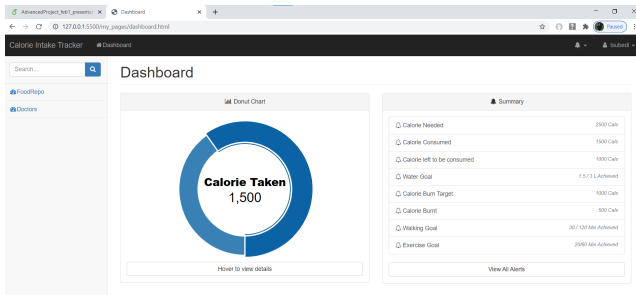 AdvancedProject_feb7_presentu
Dashboard
127.0.0.1:5500/my_pages/dashboard.html
Paused
Calorie Intake Tracker
Dashboard
bsubedi
Search...
FoodRepo
Doctors
Dashboard
Donut Chart
Calorie Taken
1,500
Hover to view details
Summary
Calorie Needed 2500 Cals
Calorie Consumed 1500 Cals
Calorie left to be consumed 1000 Cals
Water Goal 1.5 / 3 L Achieved
Calorie Burn Target 1000 Cals
Calorie Burnt 500 Cals
Walking Goal 30 / 120 Min Achieved
Exercise Goal 20/60 Min Achieved
View All Alerts